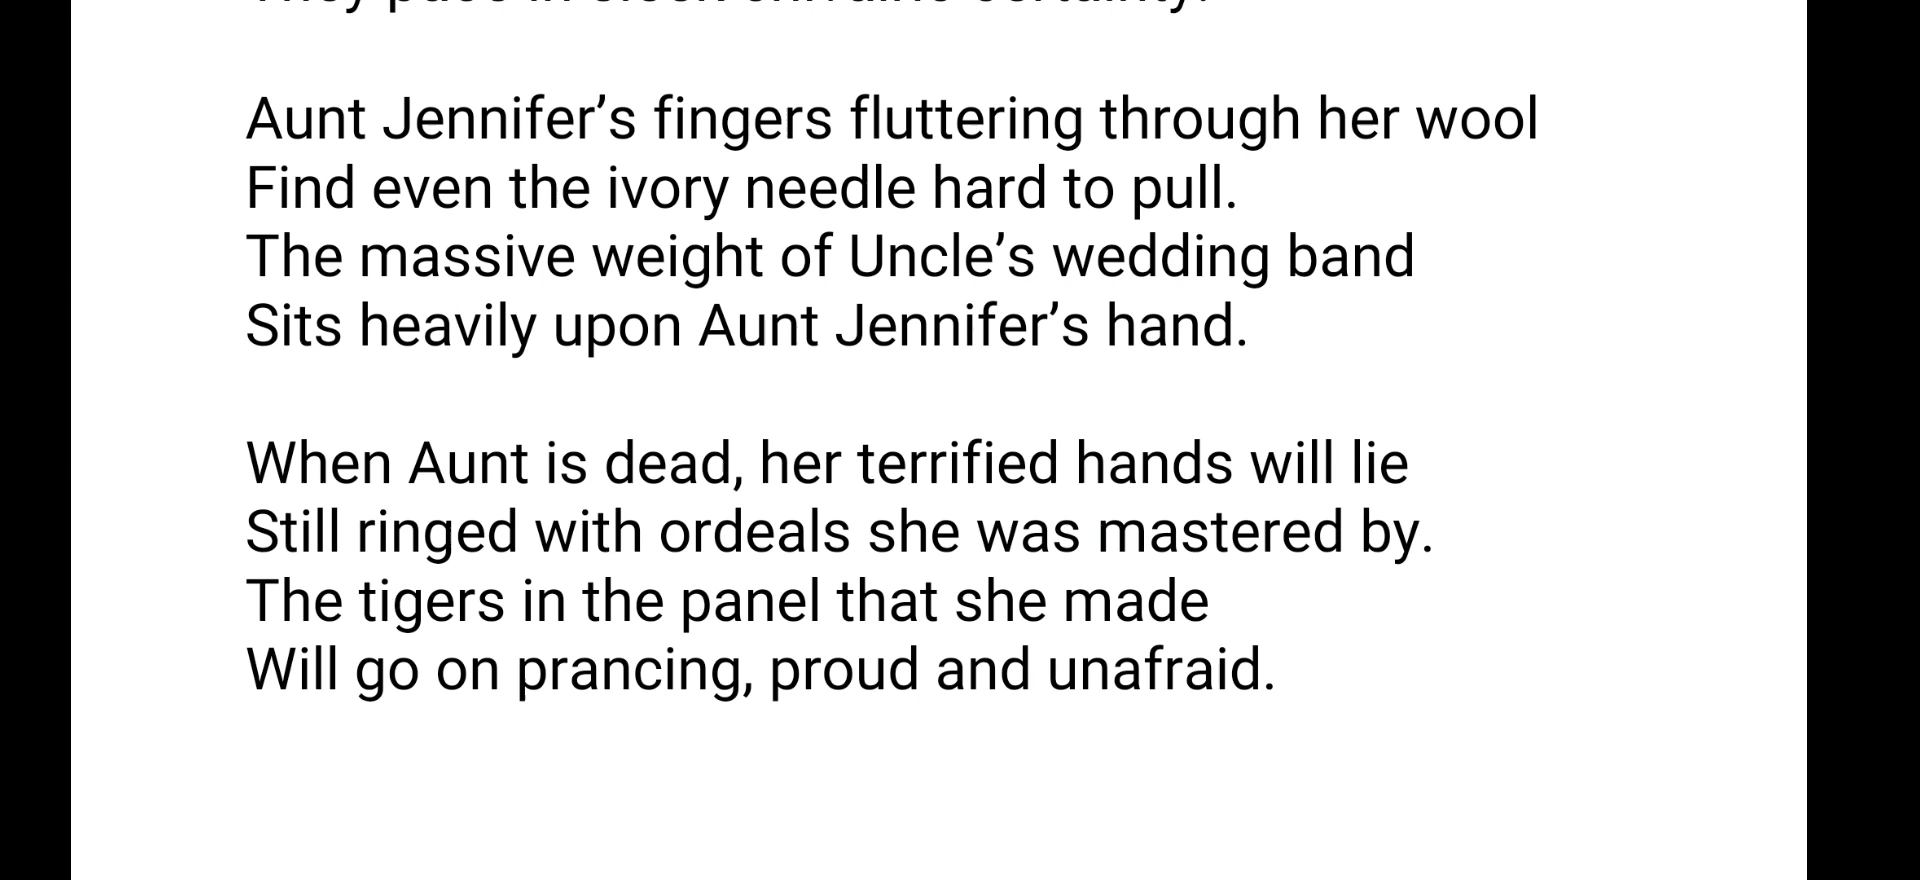 Aunt Jennifer’s fingers fluttering through her wool
Find even the ivory needle hard to pull.
The massive weight of Uncle’s wedding band
Sits heavily upon Aunt Jennifer’s hand.
When Aunt is dead, her terrified hands will lie
Still ringed with ordeals she was mastered by.
The tigers in the panel that she made
Will go on prancing, proud and unafraid.